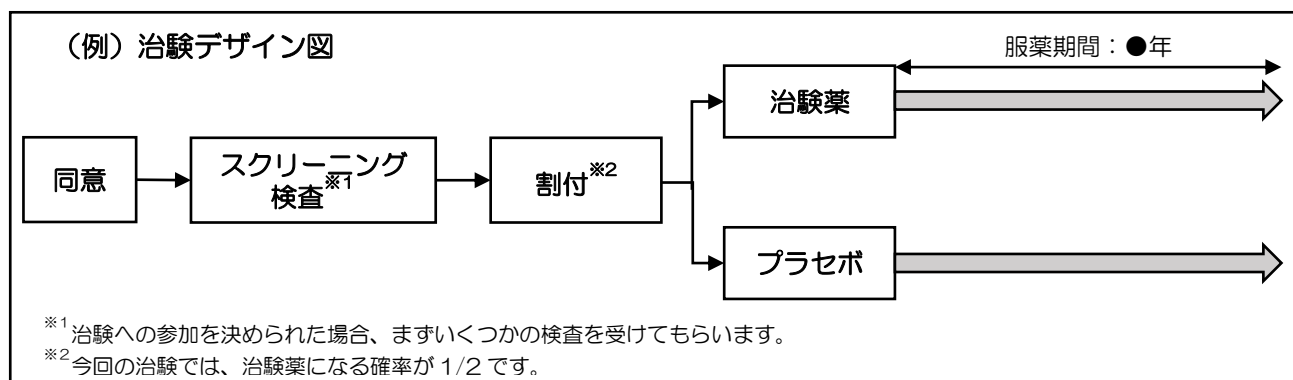 （例）治験デザイン図
服薬期間：●年
治験薬
同意
スクリーニング
検査※1
割付※2
プラセボ
※1治験への参加を決められた場合、まずいくつかの検査を受けてもらいます。
※2今回の治験では、治験薬になる確率が 1/2 です。